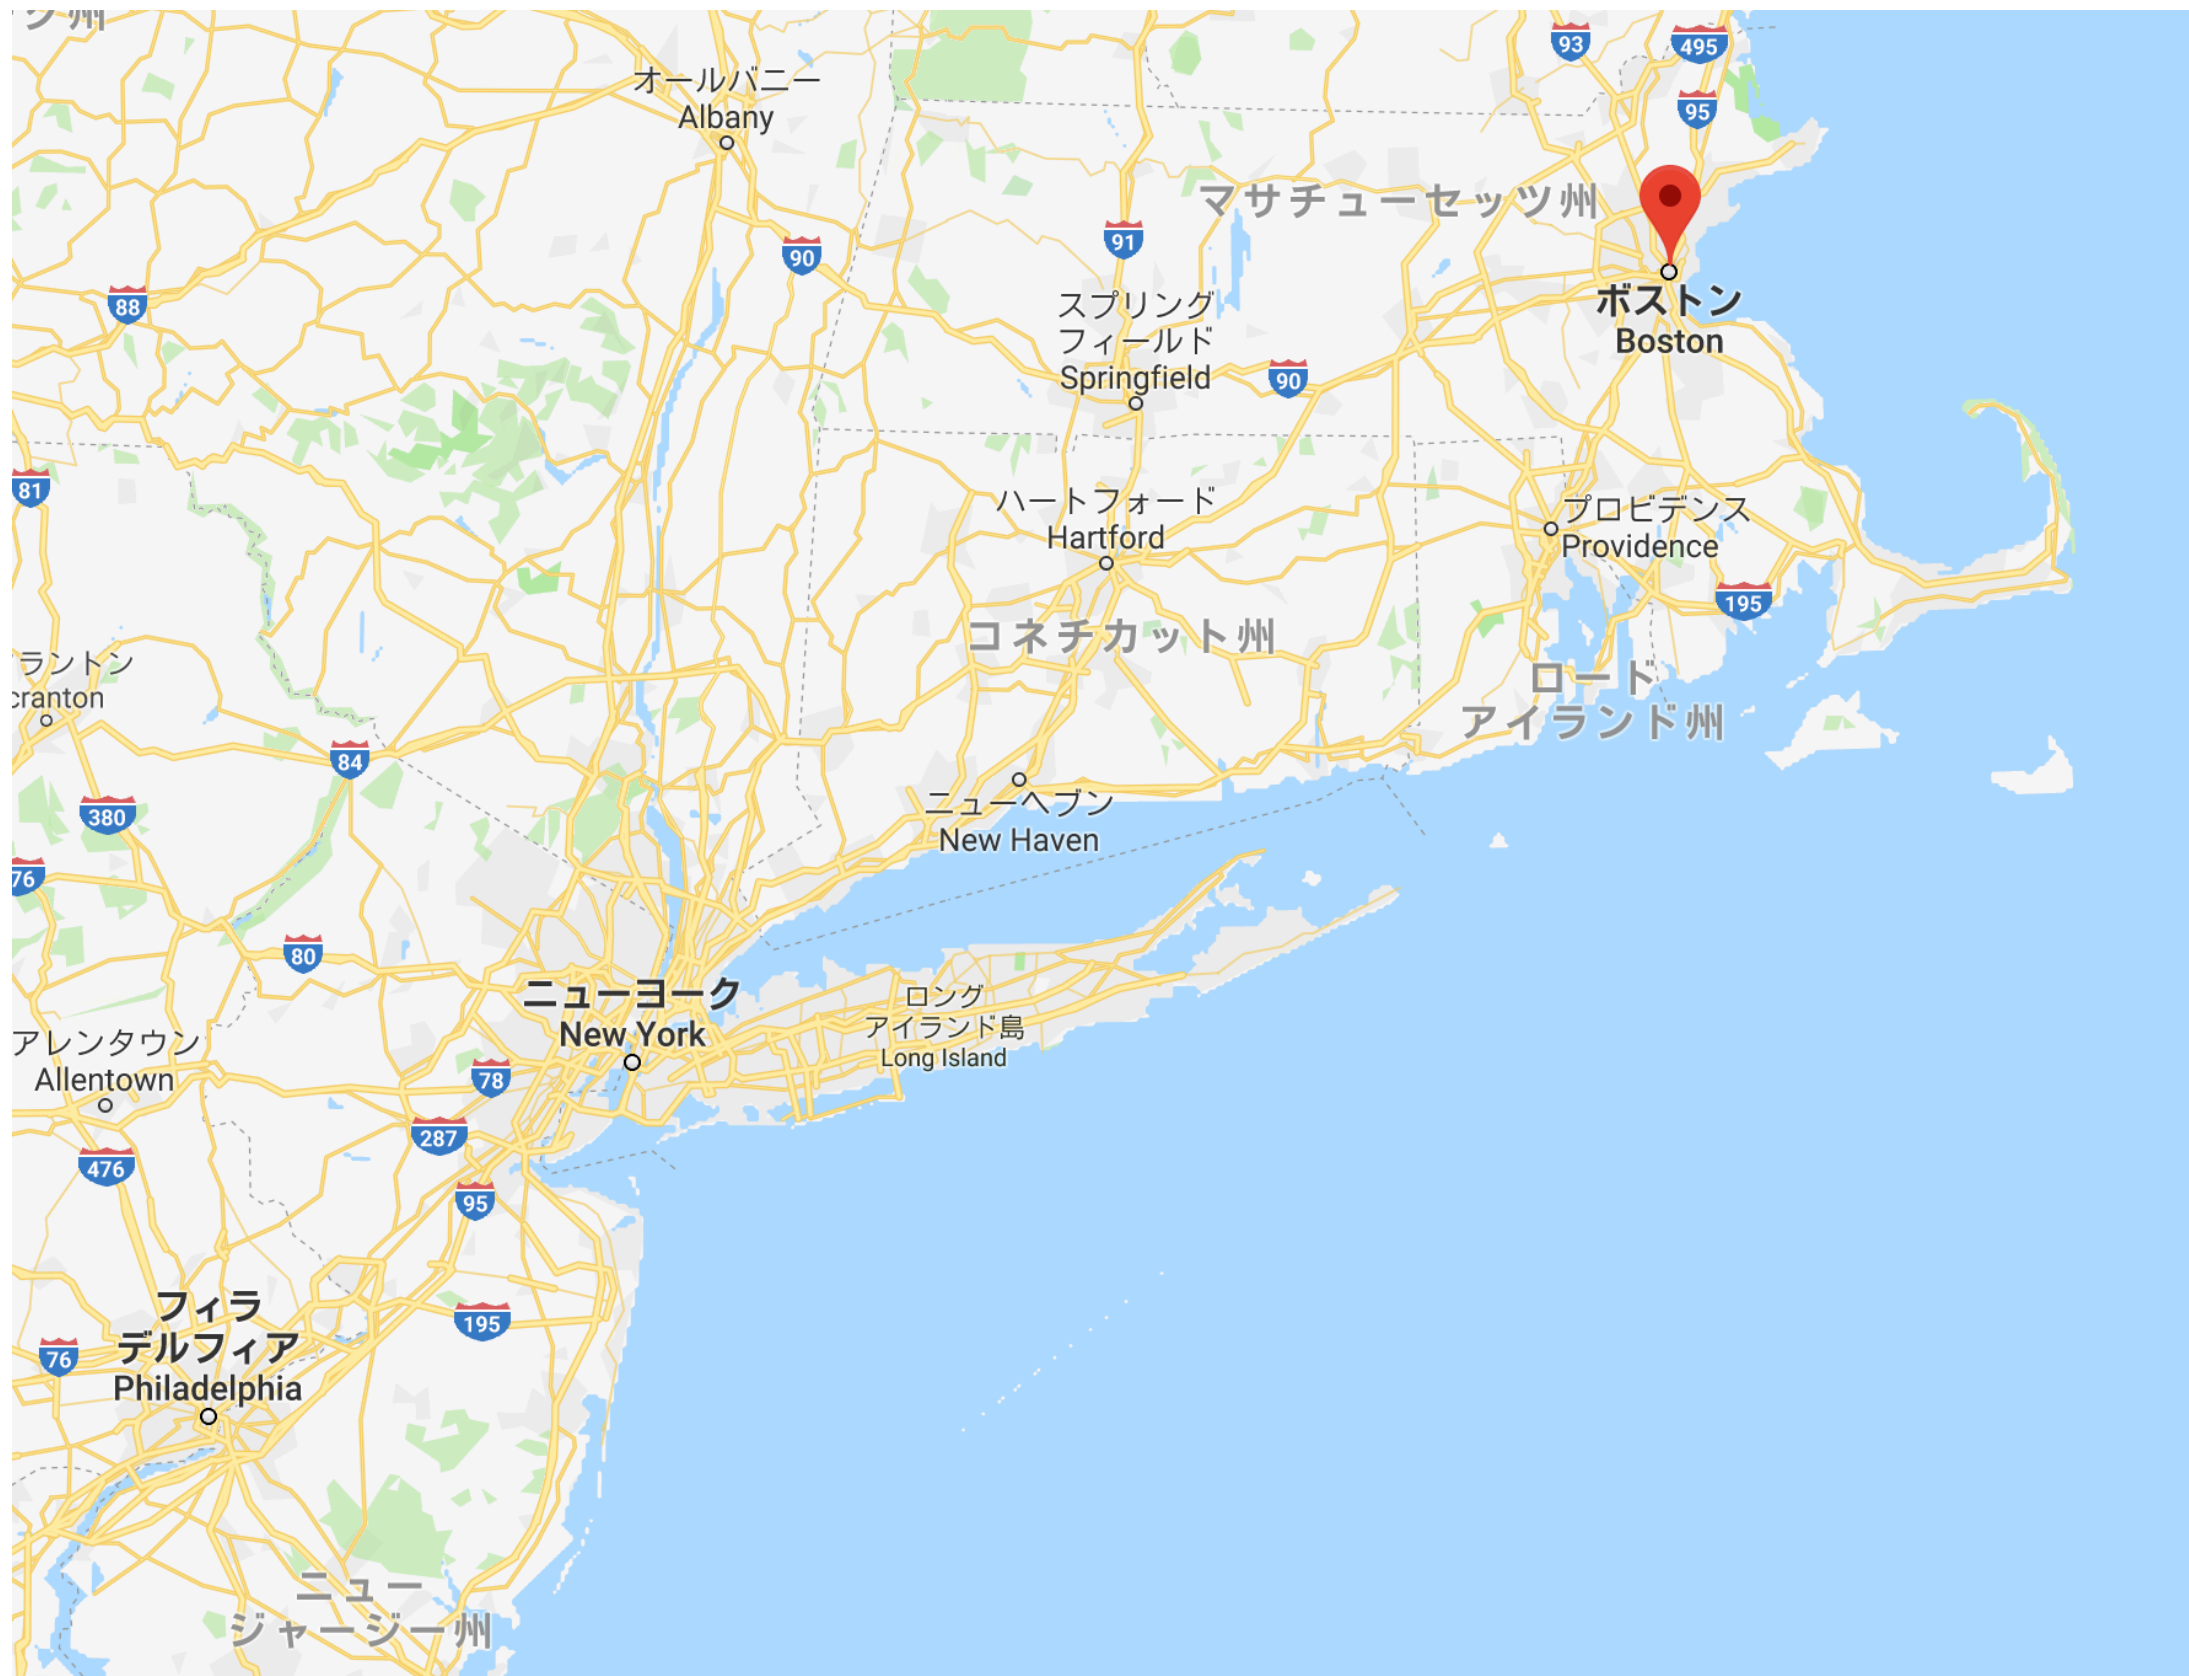 ク州
93
495
オールバニー
Albany
95
マサチューセッツ州
91
90
88
スプリング
フィールド
Springfield
ボストン
Boston
90
81
ハートフォード
Hartford
プロビデンス
Providence
195
コネチカット州
ラントン
cranton
ロード
アイランド州
84
380
ニューヘブン
New Haven
76
80
ニューヨーク
New York
ロング
アイランド島
Long Island
アレンタウン
Allentown
78
287
476
95
フィラ
デルフィア
Philadelphia
195
76
ニュー
ジャージー州